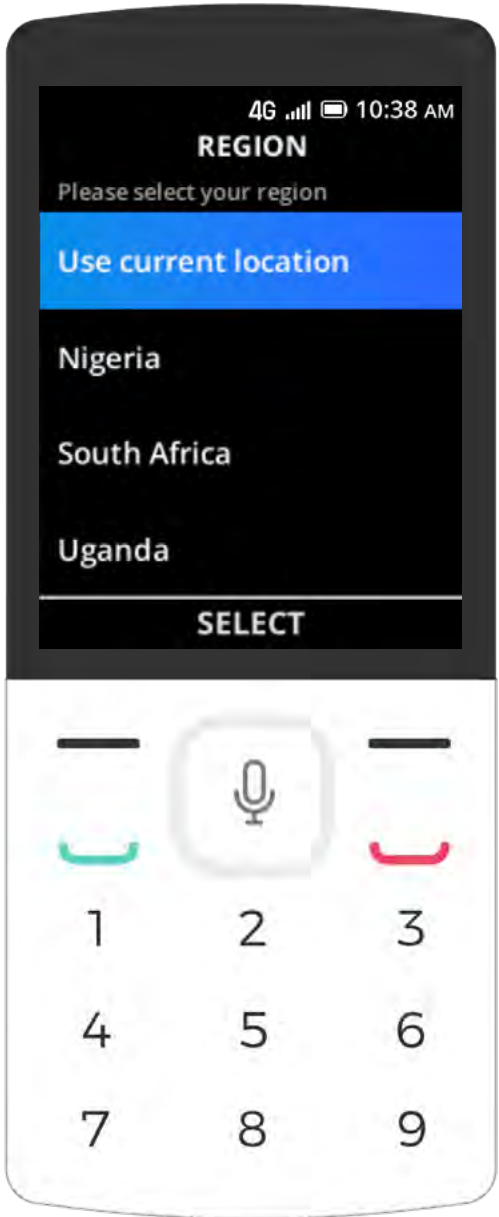 4G 10:38 AM
REGION
Please select your region
Use current location
Nigeria
South Africa
Uganda
SELECT
1 2 3
4 5 6
7 8 9